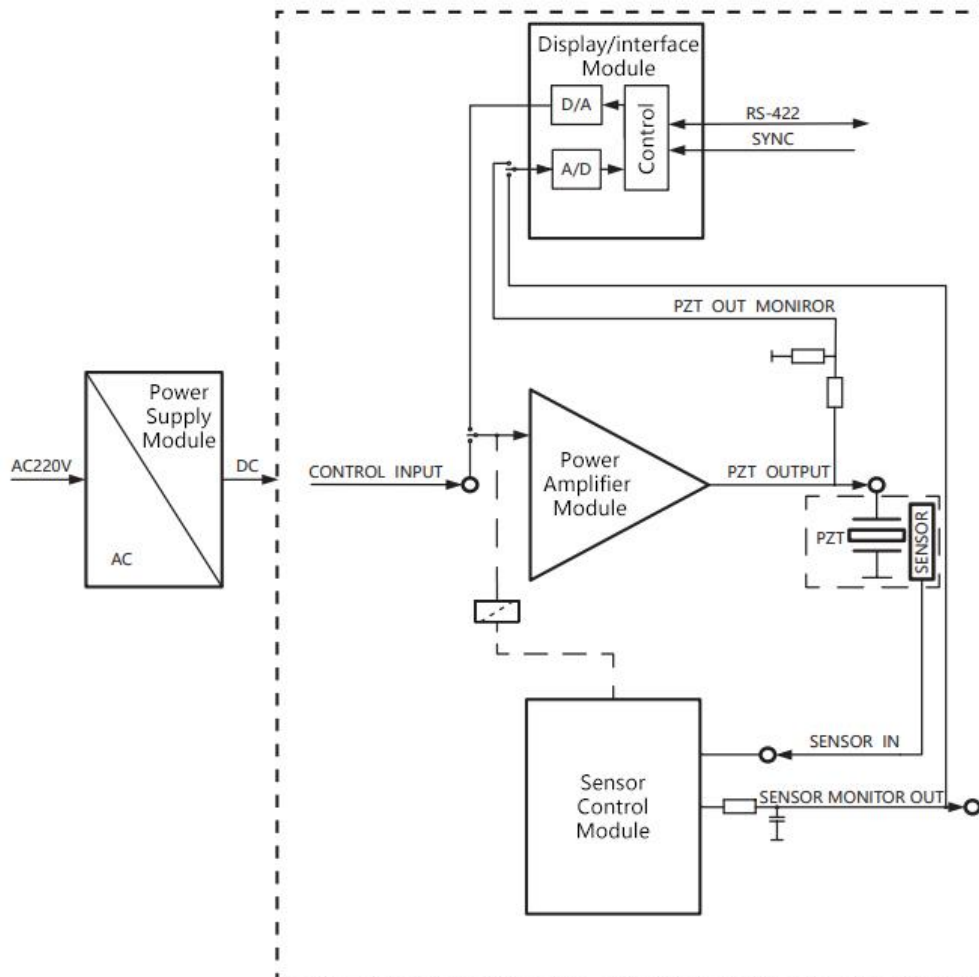 Display/interface
Module
D/A
A/D
Control
RS-422
SYNC
PZT OUT MONIROR
Power
Supply
Module
AC220V
DC
AC
CONTROL INPUT
Power
Amplifier
Module
PZT OUTPUT
PZT
SENSOR
SENSOR IN
Sensor
Control
Module
SENSOR MONITOR OUT